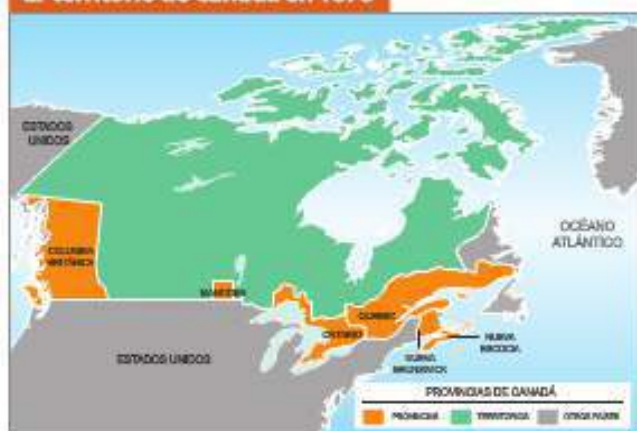 ESTADOS
UNIDOS
OCÉANO
ATLÁNTICO
COLUMBIA
BRITÁNICA
MANITOBA
QUEBEC
ONTARIO
NUEVA
ESCOCIA
NUEVA
BRUNSWICK
ESTADOS UNIDOS
PROVINCIAS DE CANADÁ
PROVINCIAS
TERRITORIOS
OTROS PAÍSES